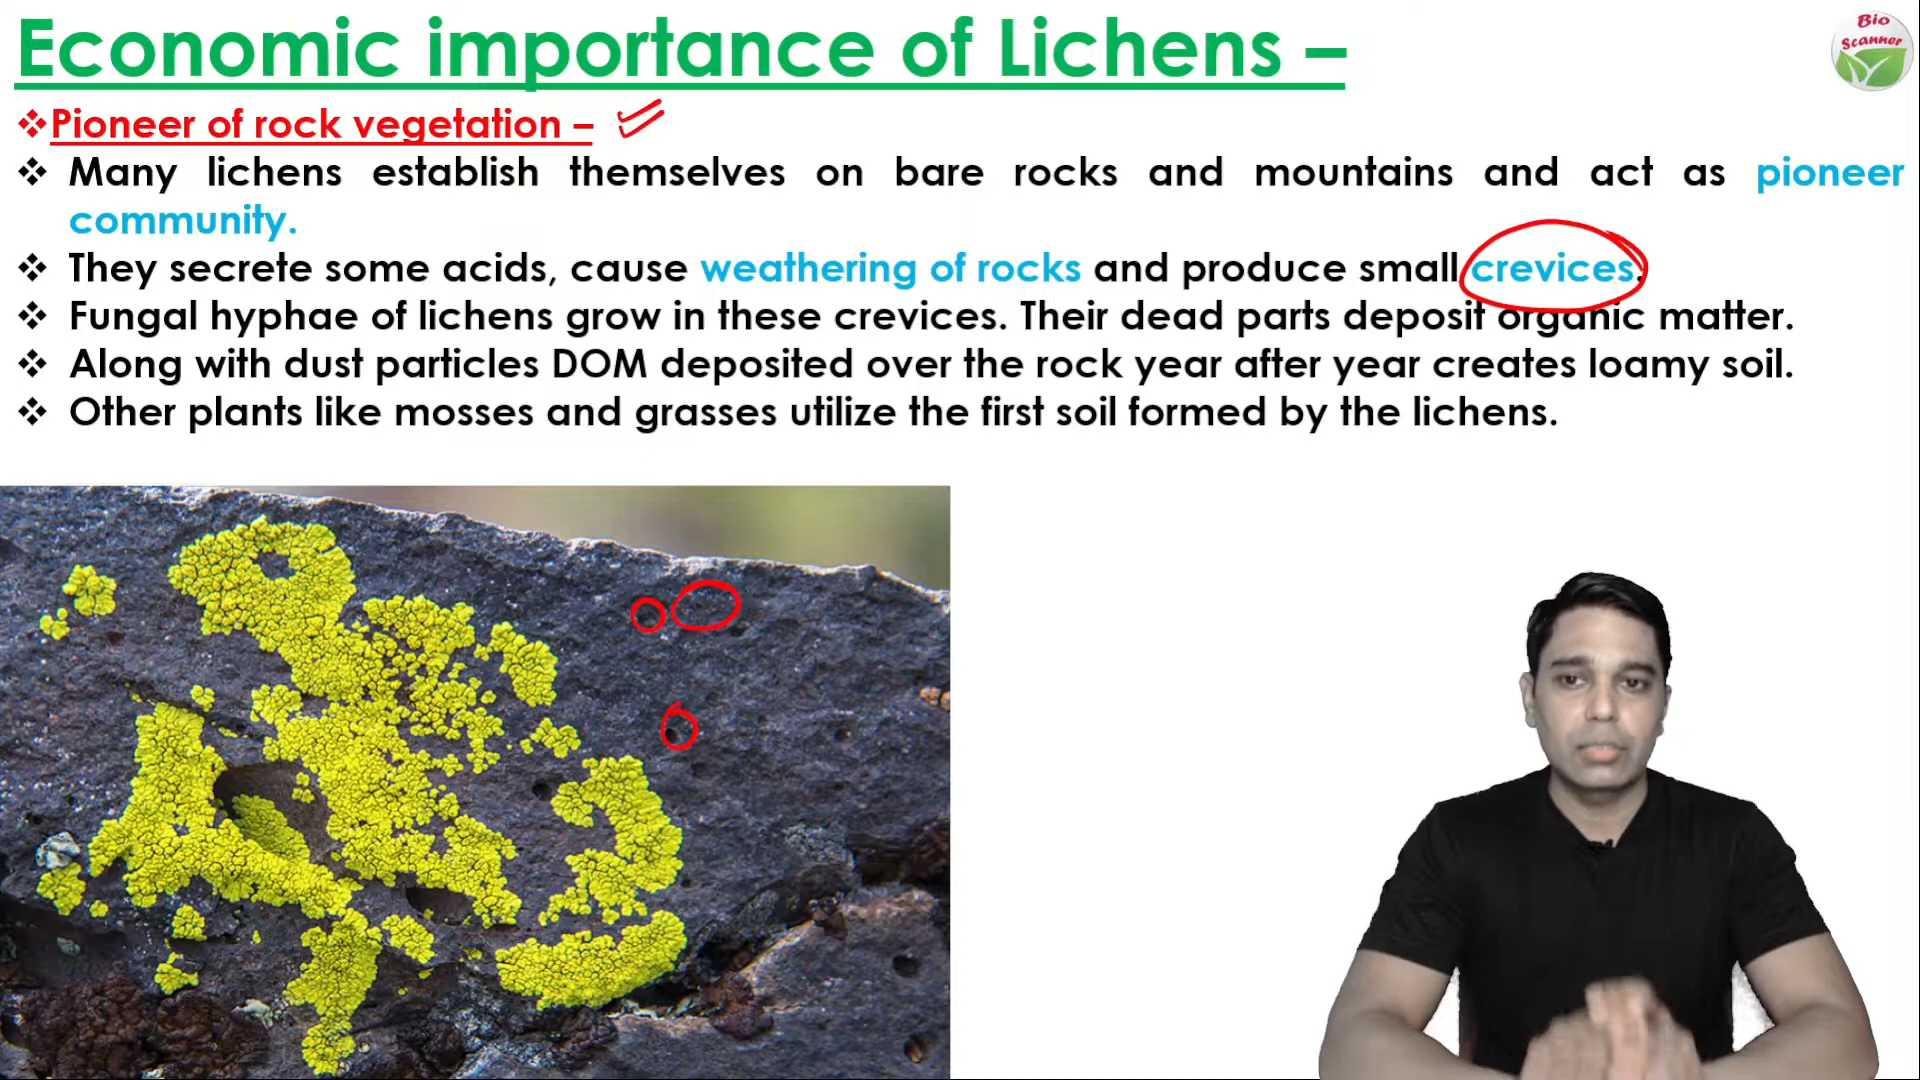 Economic importance of Lichens –
Bio
Scanner
❖Pioneer of rock vegetation –
❖ Many lichens establish themselves on bare rocks and mountains and act as pioneer
community.
❖ They secrete some acids, cause weathering of rocks and produce small crevices.
❖ Fungal hyphae of lichens grow in these crevices. Their dead parts deposit organic matter.
❖ Along with dust particles DOM deposited over the rock year after year creates loamy soil.
❖ Other plants like mosses and grasses utilize the first soil formed by the lichens.